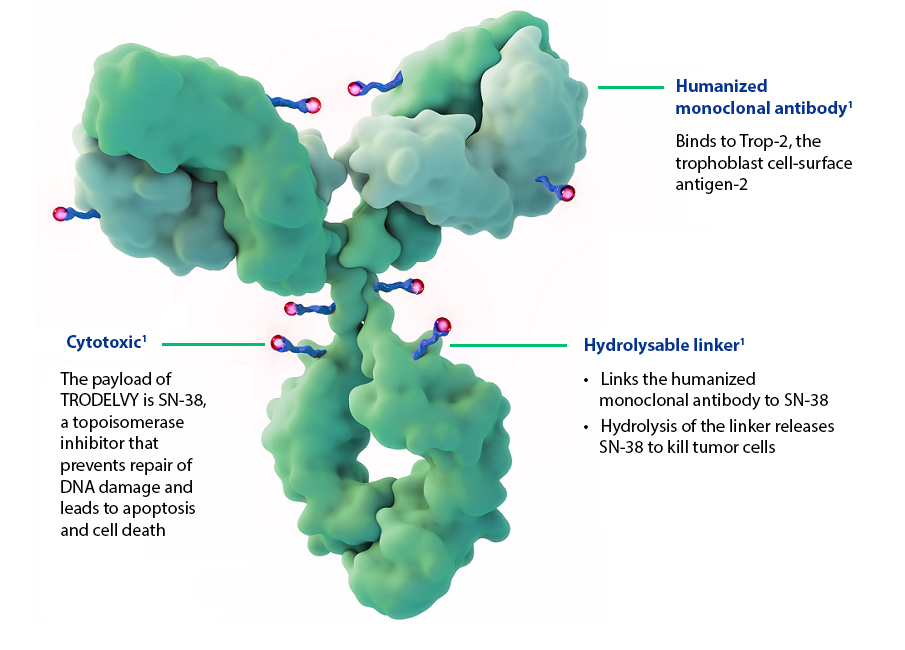 Humanized
monoclonal antibody¹
Binds to Trop-2, the
trophoblast cell-surface
antigen-2
Cytotoxic¹
The payload of
TRODELVY is SN-38,
a topoisomerase
inhibitor that
prevents repair of
DNA damage and
leads to apoptosis
and cell death
Hydrolysable linker¹
• Links the humanized
monoclonal antibody to SN-38
• Hydrolysis of the linker releases
SN-38 to kill tumor cells